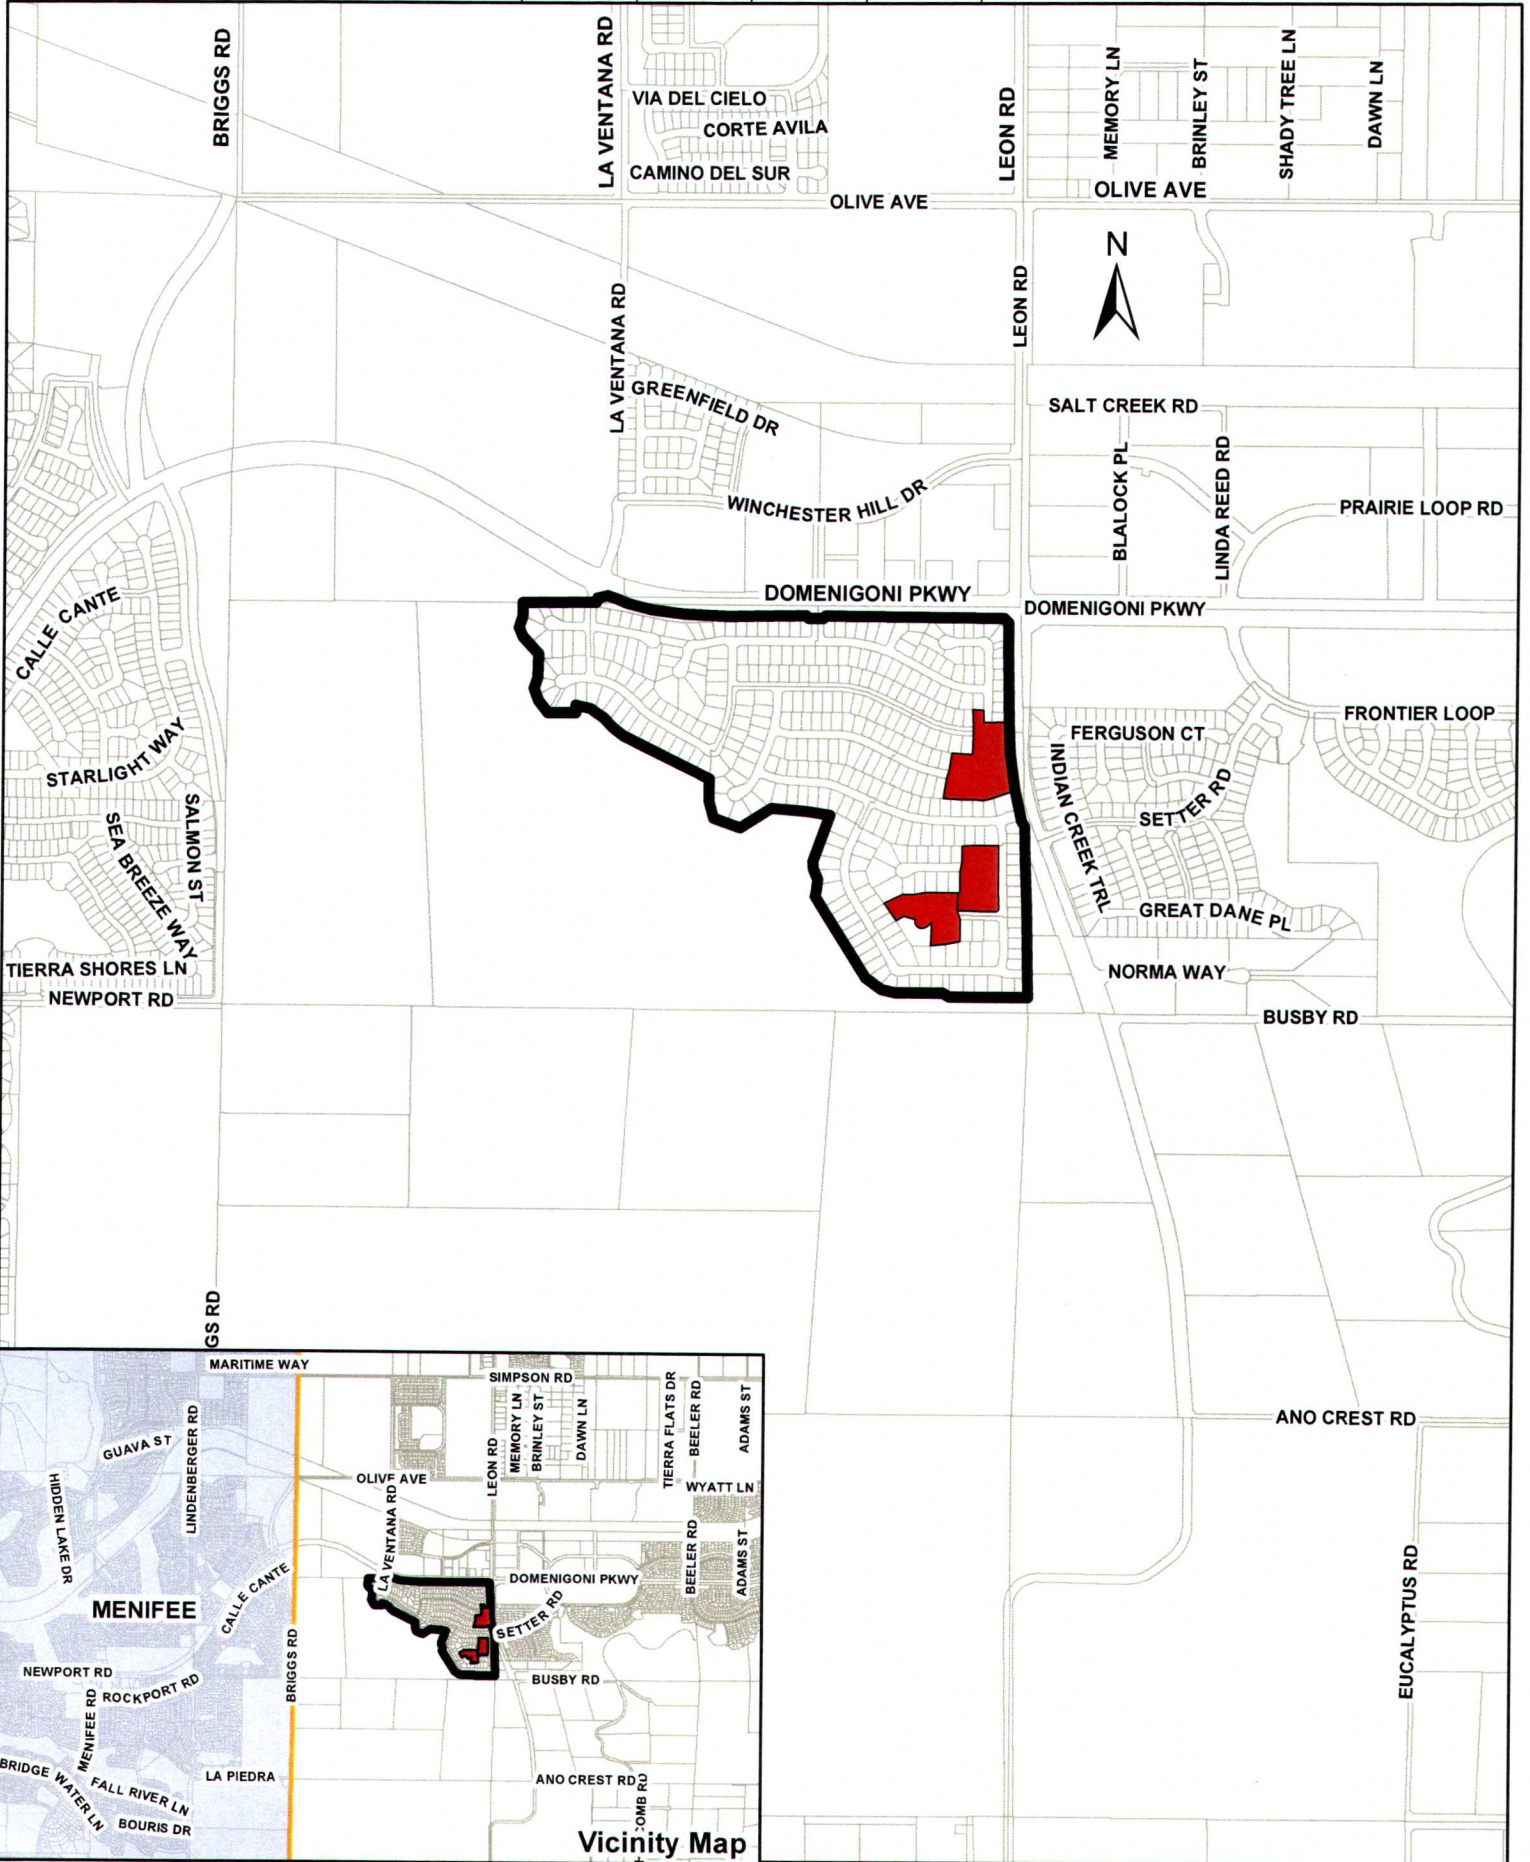 BRIGGS RD
LA VENTANA RD
VIA DEL CIELO
CORTE AVILA
CAMINO DEL SUR
OLIVE AVE
LEON RD
MEMORY LN
BRINLEY ST
SHADY TREE LN
DAWN LN
OLIVE AVE
N
LA VENTANA RD
LEON RD
GREENFIELD DR
SALT CREEK RD
WINCHESTER HILL DR
BLALOCK PL
LINDA REED RD
PRAIRIE LOOP RD
DOMENIGONI PKWY
DOMENIGONI PKWY
CALLE CANTE
STARLIGHT WAY
SALMON ST
SEA BREEZE WAY
TIERRA SHORES LN
NEWPORT RD
FERGUSON CT
FRONTIER LOOP
INDIAN CREEK TRL
SETTER RD
GREAT DANE PL
NORMA WAY
BUSBY RD
GS RD
ANO CREST RD
EUCALYPTUS RD
MARITIME WAY
SIMPSON RD
GUAVA ST
LINDENBERGER RD
HIDDEN LAKE DR
OLIVE AVE
LA VENTANA RD
LEON RD
MEMORY LN
BRINLEY ST
DAWN LN
TIERRA FLATS DR
BEELER RD
ADAMS ST
WYATT LN
BEELER RD
ADAMS ST
DOMENIGONI PKWY
SETTER RD
CALLE CANTE
MENIFEE
BRIGGS RD
NEWPORT RD
ROCKPORT RD
MENIFEE RD
BUSBY RD
BRIDGE WATER LN
FALL RIVER LN
BOURIS DR
LA PIEDRA
ANO CREST RD
OMB RD
Vicinity Map